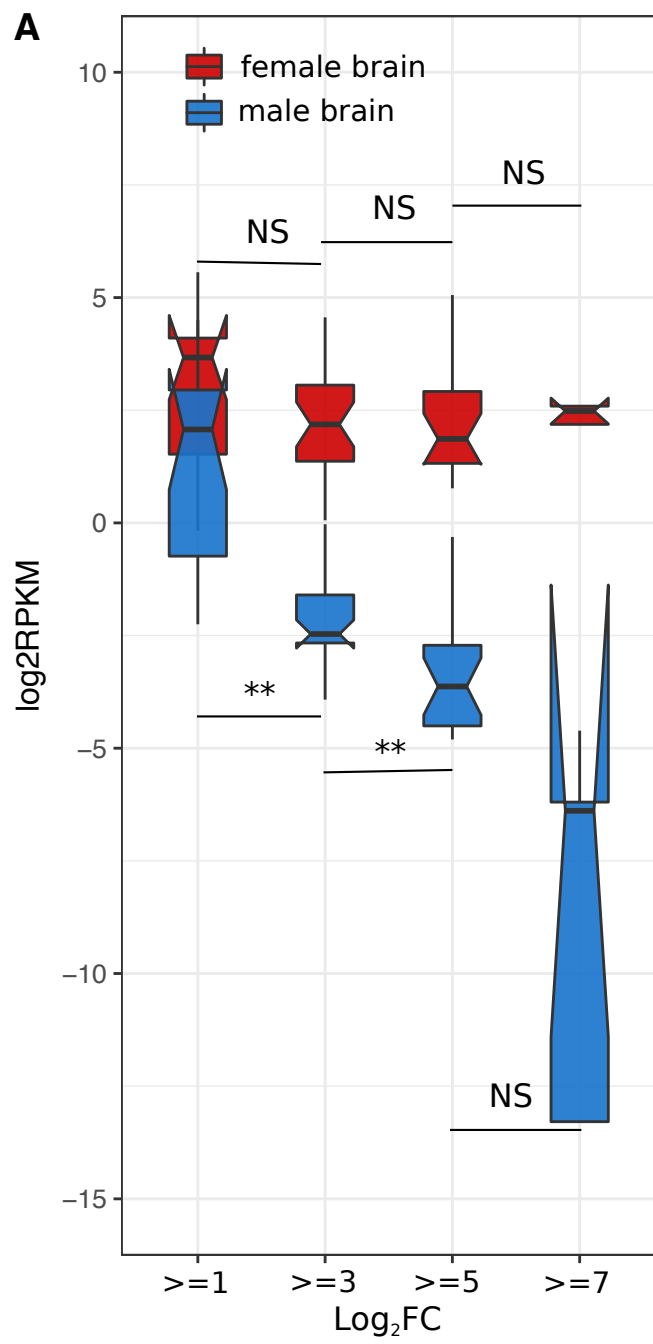 A
female brain
male brain
NS
NS
NS
10
5
0
−5
−10
−15
log2RPKM
**
**
NS
>=1 >=3 >=5 >=7
Log₂FC